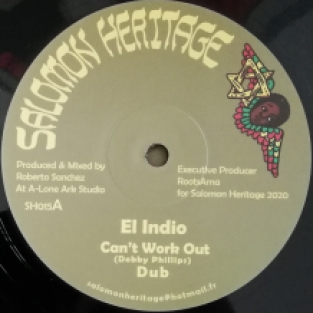 SALOMON HERITAGE
Produced & Mixed by
Roberto Sanchez
At A-Lone Ark Studio
SH015A
Executive Producer
RootsAma
for Salomon Heritage 2020
El Indio
Can't Work Out
(Debby Phillips)
Dub
salomonheritage@hotmail.fr